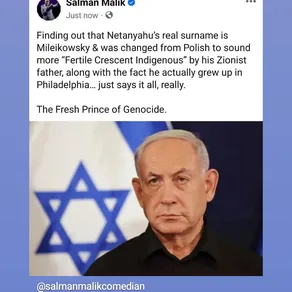 Salman Malik
Just now
Finding out that Netanyahu's real surname is
Mileikowsky & was changed from Polish to sound
more "Fertile Crescent Indigenous" by his Zionist
father, along with the fact he actually grew up in
Philadelphia… just says it all, really.
The Fresh Prince of Genocide.
@salmanmalikcomedian